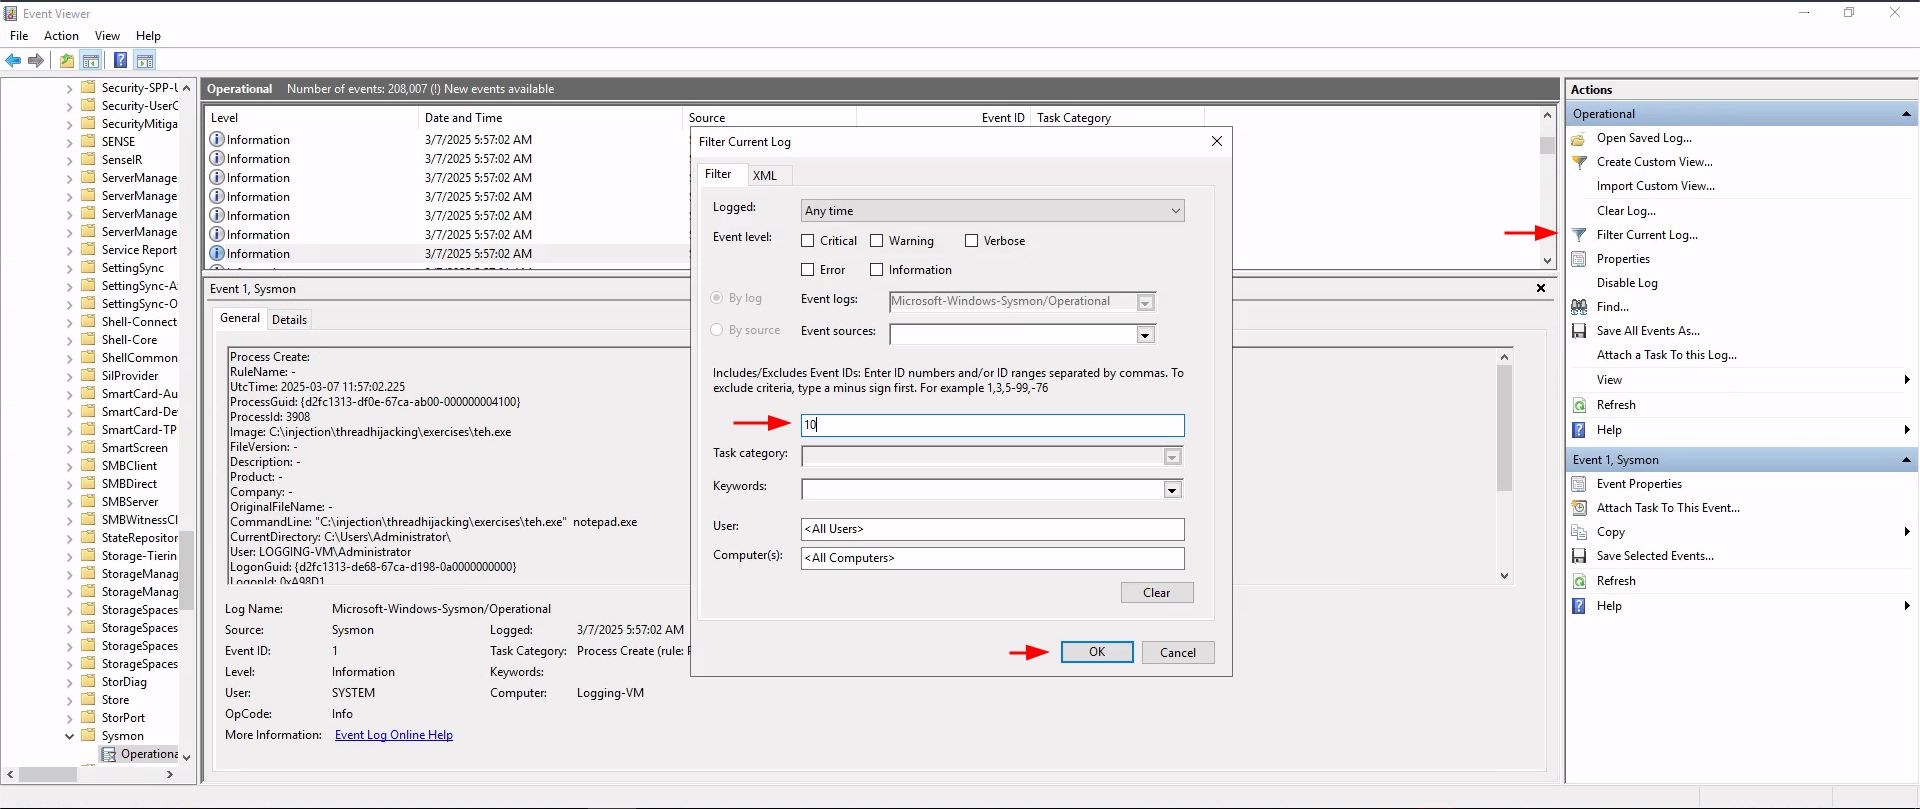 Event Viewer
File Action View Help
Security-SPP-U
Security-UserC
SecurityMitiga
SENSE
SenseIR
ServerManage
ServerManage
ServerManage
ServerManage
Service Report
SettingSync
SettingSync-A
SettingSync-O
Shell-Connect
Shell-Core
ShellCommon
SilProvider
SmartCard-Au
SmartCard-De
SmartCard-TP
SmartScreen
SMBClient
SMBDirect
SMBServer
SMBWitnessCl
StateRepositor
Storage-Tierin
StorageManag
StorageManag
StorageSpaces
StorageSpaces
StorageSpaces
StorageSpaces
StorDiag
Store
StorPort
Sysmon
Operationa
Operational Number of events: 208,007 (!) New events available
Level Date and Time Source Event ID Task Category
Information 3/7/2025 5:57:02 AM
Information 3/7/2025 5:57:02 AM
Information 3/7/2025 5:57:02 AM
Information 3/7/2025 5:57:02 AM
Information 3/7/2025 5:57:02 AM
Information 3/7/2025 5:57:02 AM
Information 3/7/2025 5:57:02 AM
Event 1, Sysmon
General Details
Process Create:
RuleName: -
UtcTime: 2025-03-07 11:57:02.225
ProcessGuid: {d2fc1313-df0e-67ca-ab00-000000004100}
ProcessId: 3908
Image: C:\injection\threadhijacking\exercises\teh.exe
FileVersion: -
Description: -
Product: -
Company: -
OriginalFileName: -
CommandLine: "C:\injection\threadhijacking\exercises\teh.exe" notepad.exe
CurrentDirectory: C:\Users\Administrator\
User: LOGGING-VM\Administrator
LogonGuid: {d2fc1313-de68-67ca-d198-0a0000000000}
LogonId: 0xA98D1
Log Name: Microsoft-Windows-Sysmon/Operational
Source: Sysmon Logged: 3/7/2025 5:57:02 AM
Event ID: 1 Task Category: Process Create (rule:
Level: Information Keywords:
User: SYSTEM Computer: Logging-VM
OpCode: Info
More Information: Event Log Online Help
Filter Current Log
Filter XML
Logged: Any time
Event level: Critical Warning Verbose
Error Information
By log Event logs: Microsoft-Windows-Sysmon/Operational
By source Event sources:
Includes/Excludes Event IDs: Enter ID numbers and/or ID ranges separated by commas. To
exclude criteria, type a minus sign first. For example 1,3,5-99,-76
10
Task category:
Keywords:
User: <All Users>
Computer(s): <All Computers>
Clear
OK Cancel
Actions
Operational
Open Saved Log...
Create Custom View...
Import Custom View...
Clear Log...
Filter Current Log...
Properties
Disable Log
Find...
Save All Events As...
Attach a Task To this Log...
View
Refresh
Help
Event 1, Sysmon
Event Properties
Attach Task To This Event...
Copy
Save Selected Events...
Refresh
Help